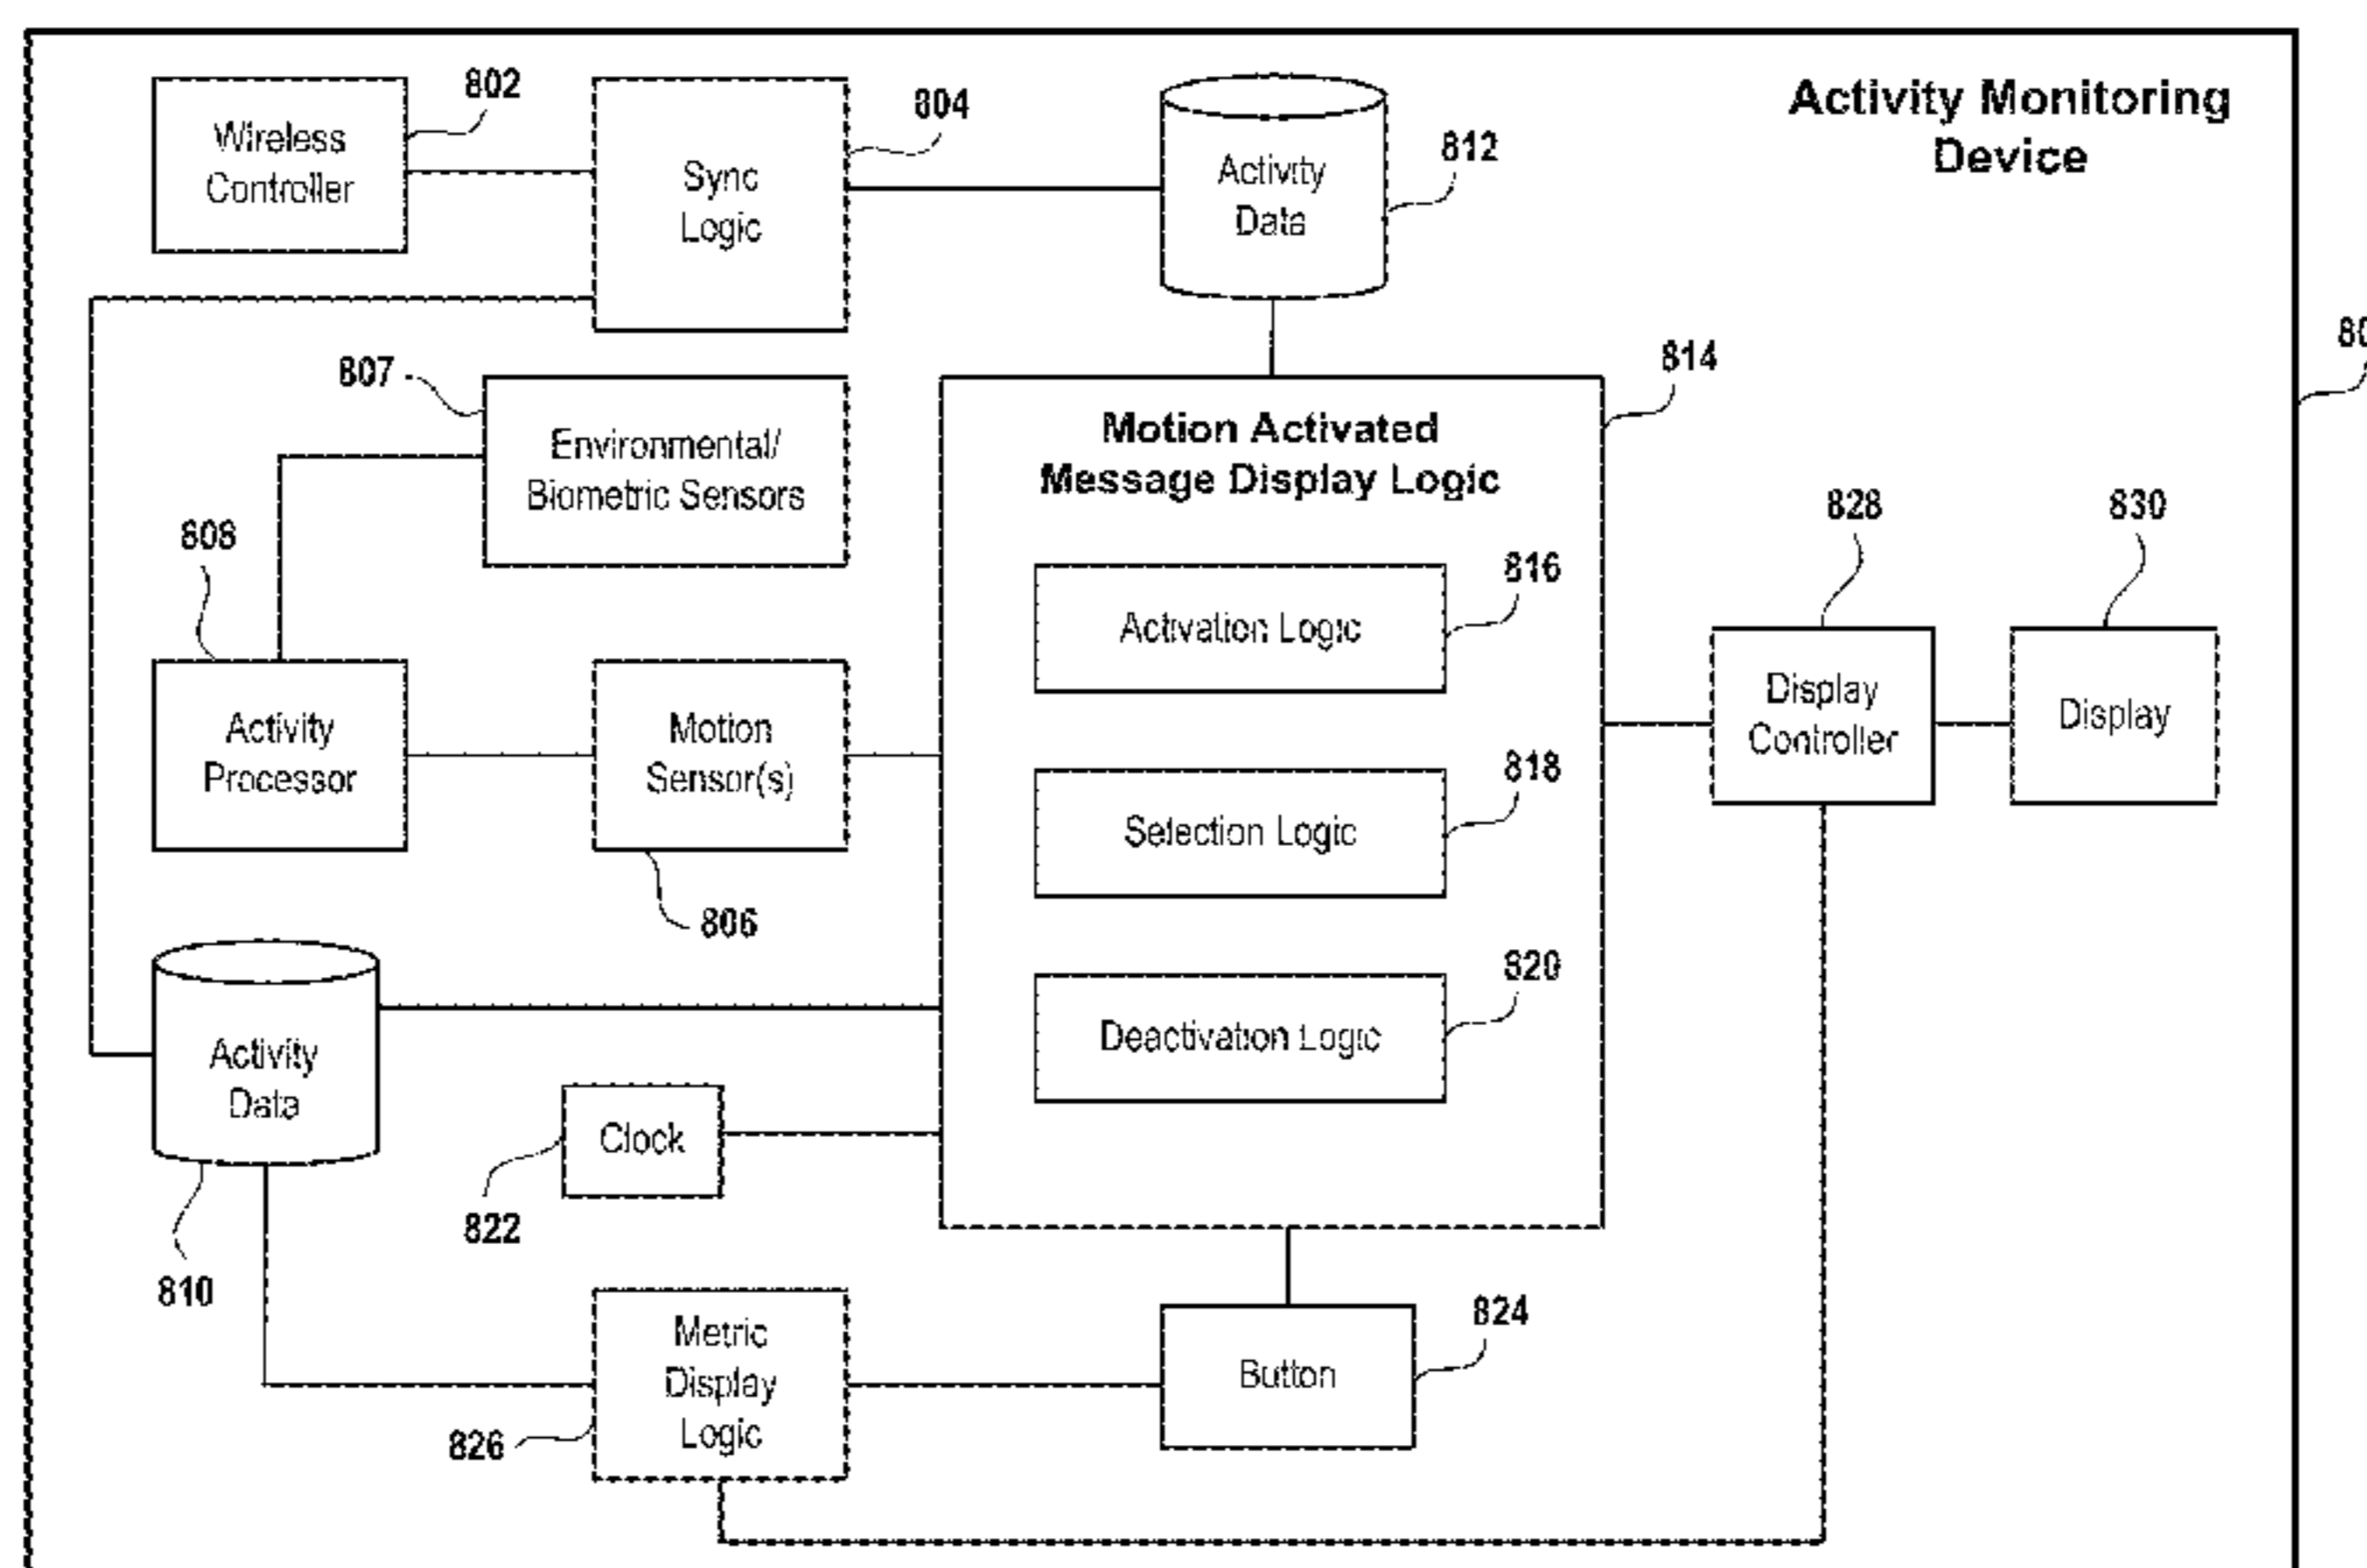 Activity Monitoring
Device
802
Wireless
Controller
804
Sync
Logic
812
Activity
Data
807
Environmental/
Biometric Sensors
814
Motion Activated
Message Display Logic
816
Activation Logic
818
Selection Logic
820
Deactivation Logic
808
Activity
Processor
Motion
Sensor(s)
806
828
Display
Controller
830
Display
Activity
Data
810
Clock
822
Metric
Display
Logic
826
Button
824